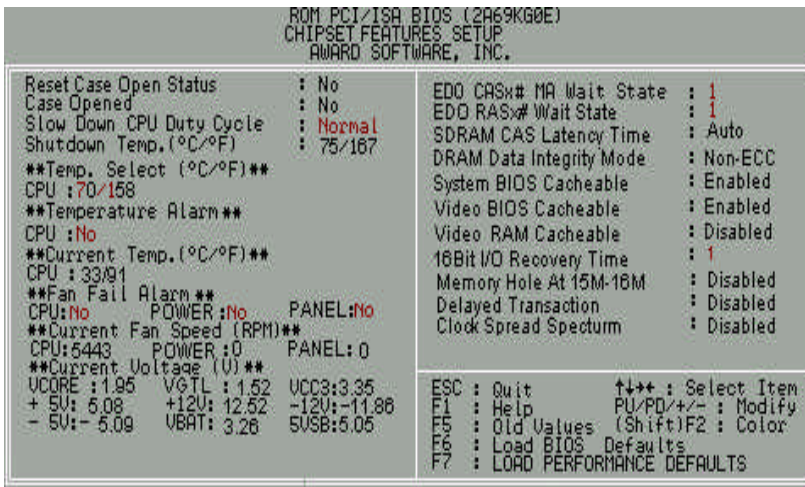 ROM PCI/ISA BIOS (2A69KG0E)
CHIPSET FEATURES SETUP
AWARD SOFTWARE, INC.
Reset Case Open Status : No
Case Opened : No
Slow Down CPU Duty Cycle : Normal
Shutdown Temp.(°C/°F) : 75/167
**Temp. Select (°C/°F)**
CPU :70/158
**Temperature Alarm**
CPU :No
**Current Temp.(°C/°F)**
CPU : 33/91
**Fan Fail Alarm**
CPU:No POWER:No PANEL:No
**Current Fan Speed (RPM)**
CPU:5443 POWER:0 PANEL: 0
**Current Voltage (V)**
VCORE :1.95 VGTL : 1.52 VCC3:3.35
+ 5V: 5.08 +12V: 12.52 -12V:-11.86
- 5V:- 5.09 VBAT: 3.26 5VSB:5.05
EDO CASx# MA Wait State : 1
EDO RASx# Wait State : 1
SDRAM CAS Latency Time : Auto
DRAM Data Integrity Mode : Non-ECC
System BIOS Cacheable : Enabled
Video BIOS Cacheable : Enabled
Video RAM Cacheable : Disabled
16Bit I/O Recovery Time : 1
Memory Hole At 15M-16M : Disabled
Delayed Transaction : Disabled
Clock Spread Specturm : Disabled
ESC : Quit ↑↓→← : Select Item
F1 : Help PU/PD/+/- : Modify
F5 : Old Values (Shift)F2 : Color
F6 : Load BIOS Defaults
F7 : LOAD PERFORMANCE DEFAULTS